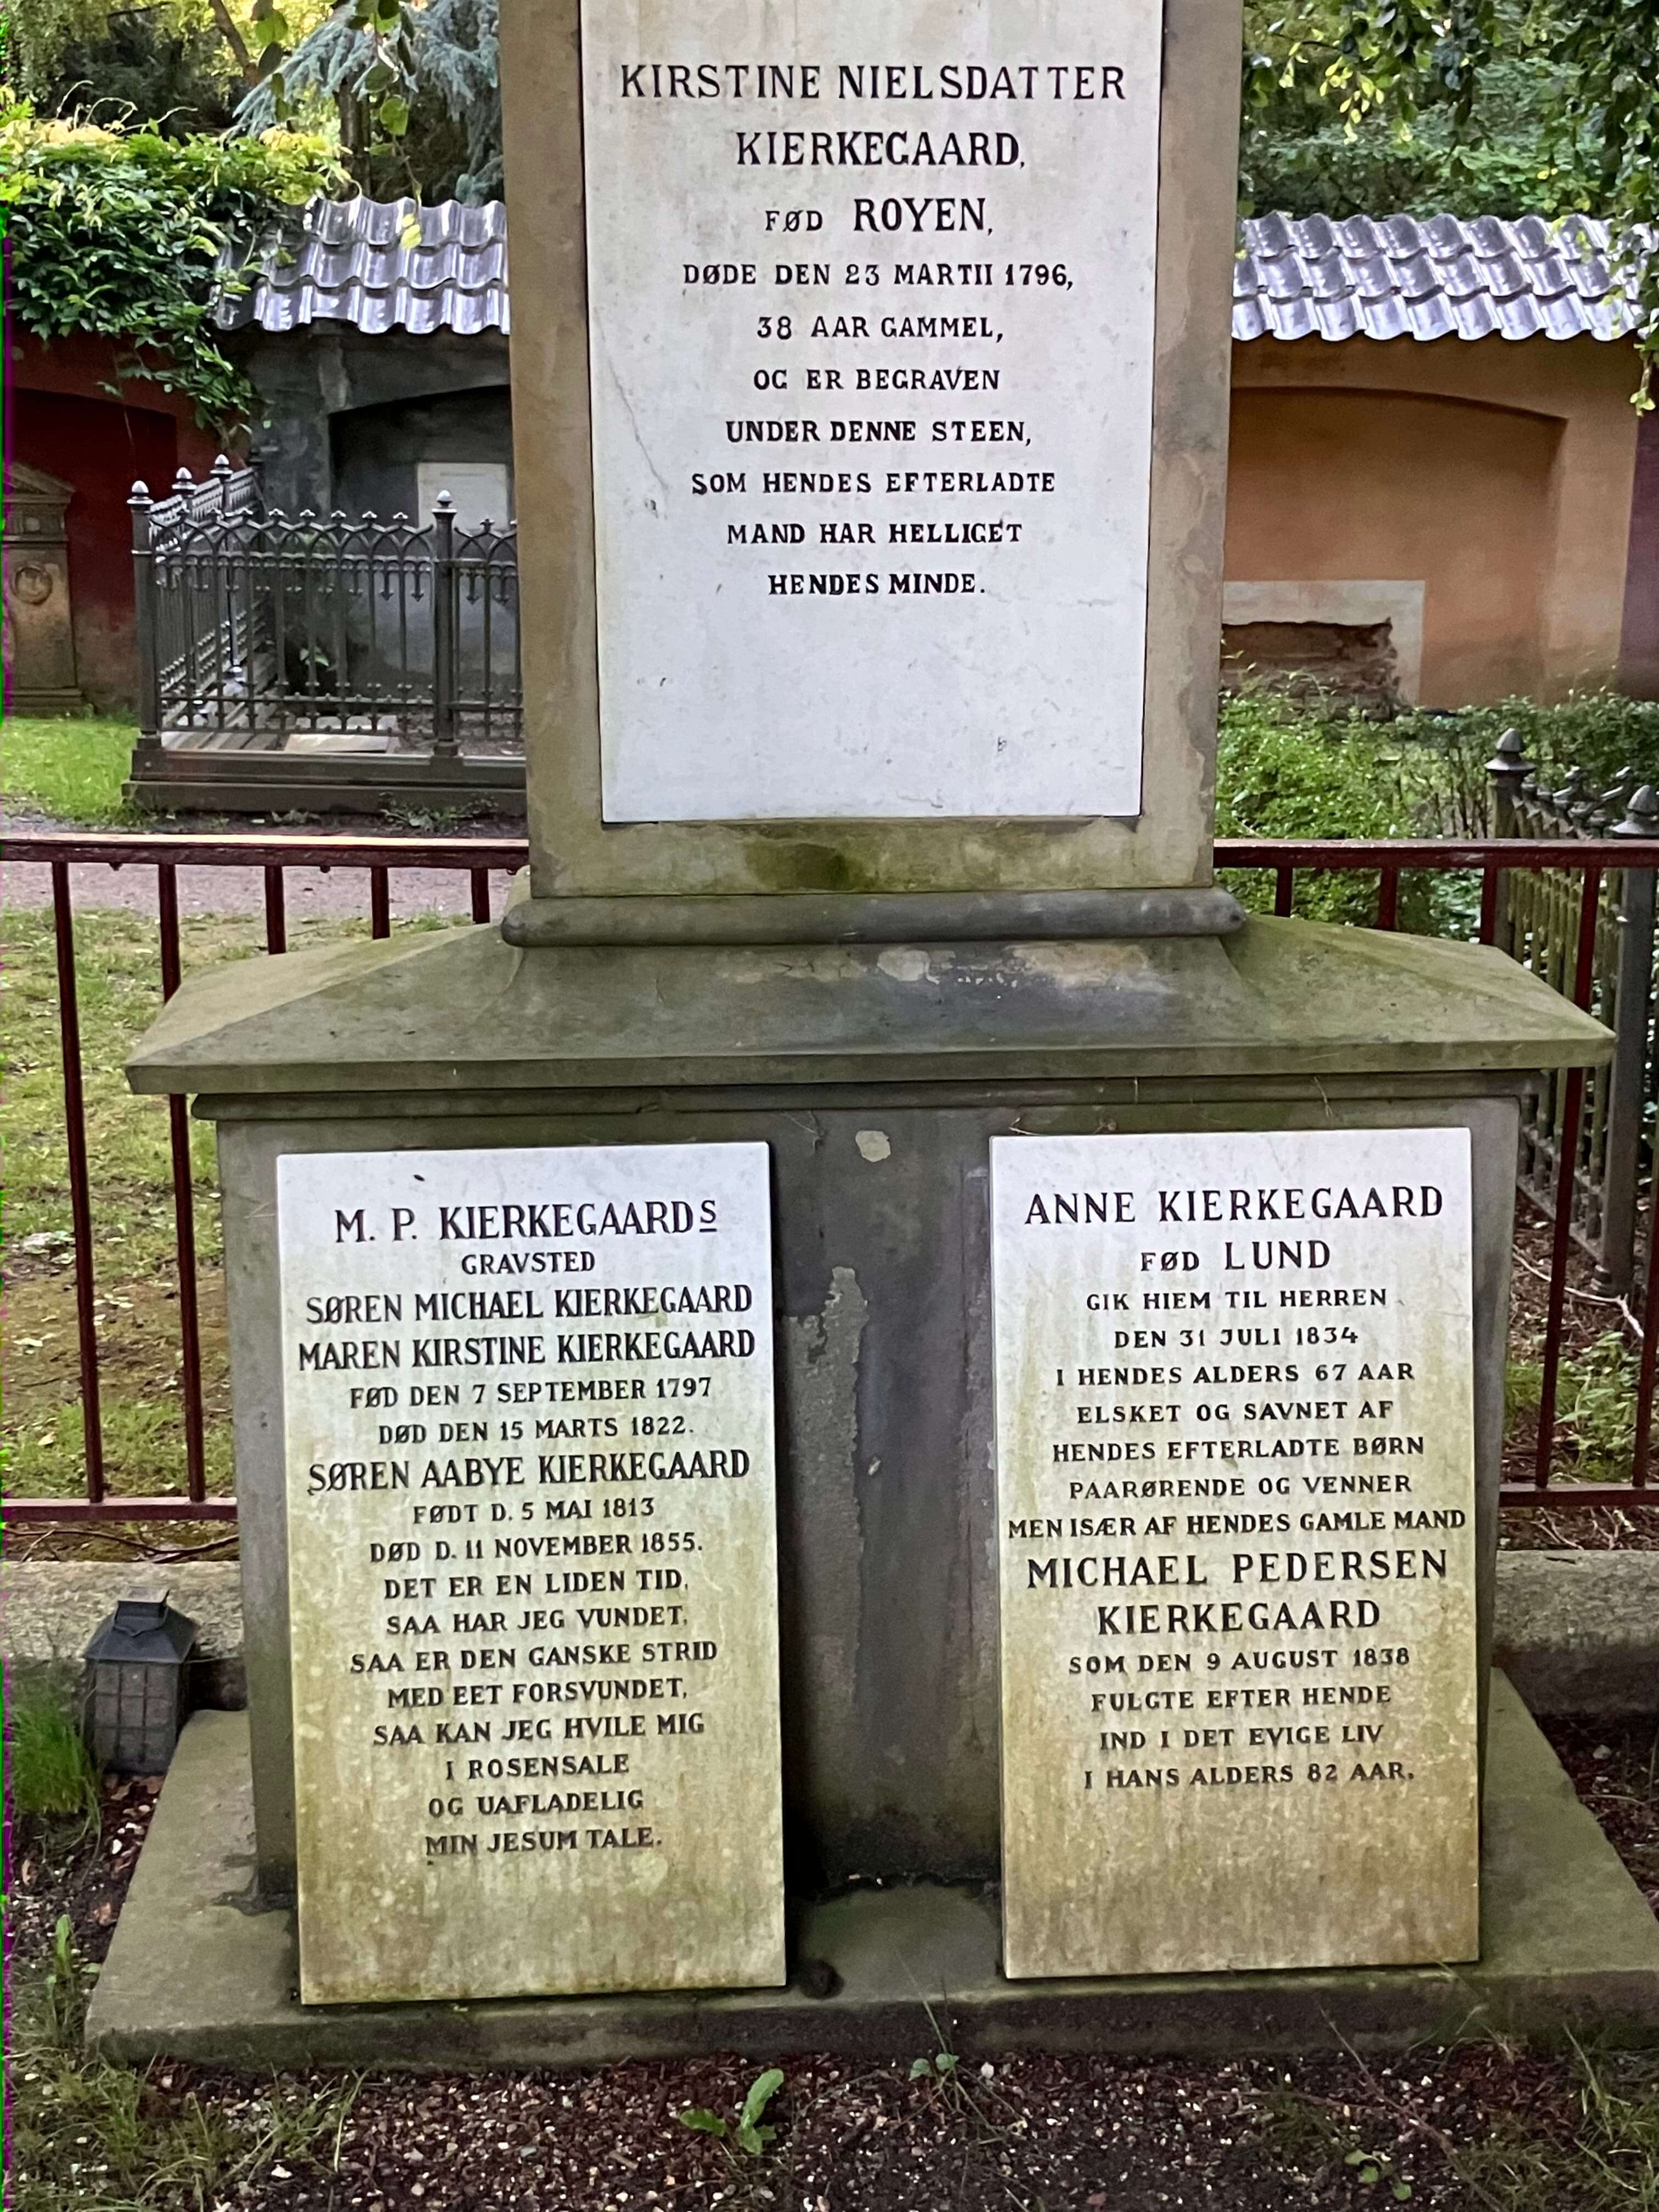 KIRSTINE NIELSDATTER
KIERKEGAARD,
FØD ROYEN,
DØDE DEN 23 MARTII 1796,
38 AAR GAMMEL,
OG ER BEGRAVEN
UNDER DENNE STEEN,
SOM HENDES EFTERLADTE
MAND HAR HELLIGET
HENDES MINDE.
M. P. KIERKEGAARDS
GRAVSTED
SØREN MICHAEL KIERKEGAARD
MAREN KIRSTINE KIERKEGAARD
FØD DEN 7 SEPTEMBER 1797
DØD DEN 15 MARTS 1822.
SØREN AABYE KIERKEGAARD
FØDT D. 5 MAI 1813
DØD D. 11 NOVEMBER 1855.
DET ER EN LIDEN TID,
SAA HAR JEG VUNDET,
SAA ER DEN GANSKE STRID
MED EET FORSVUNDET,
SAA KAN JEG HVILE MIG
I ROSENSALE
OG UAFLADELIG
MIN JESUM TALE.
ANNE KIERKEGAARD
FØD LUND
GIK HIEM TIL HERREN
DEN 31 JULI 1834
I HENDES ALDERS 67 AAR
ELSKET OG SAVNET AF
HENDES EFTERLADTE BØRN
PAARØRENDE OG VENNER
MEN ISÆR AF HENDES GAMLE MAND
MICHAEL PEDERSEN
KIERKEGAARD
SOM DEN 9 AUGUST 1838
FULGTE EFTER HENDE
IND I DET EVIGE LIV
I HANS ALDERS 82 AAR.